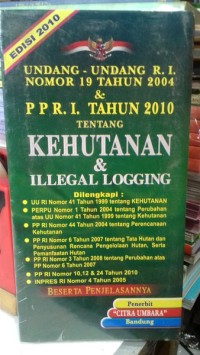 EDISI 2010
UNDANG - UNDANG R. I.
NOMOR 19 TAHUN 2004
&
P P R. I. TAHUN 2010
TENTANG
KEHUTANAN
&
ILLEGAL LOGGING
Dilengkapi :
UU RI Nomor 41 Tahun 1999 tentang KEHUTANAN
PERPU Nomor 1 Tahun 2004 tentang Perubahan
atas UU Nomor 41 Tahun 1999 tentang Kehutanan
PP RI Nomor 44 Tahun 2004 tentang Perencanaan
Kehutanan
PP RI Nomor 6 Tahun 2007 tentang Tata Hutan dan
Penyusunan Rencana Pengelolaan Hutan, Serta
Pemanfaatan Hutan
PP RI Nomor 3 Tahun 2008 tentang Perubahan atas
PP Nomor 6 Tahun 2007
PP RI Nomor 10,12 & 24 Tahun 2010
INPRES RI Nomor 4 Tahun 2005
BESERTA PENJELASANNYA
Penerbit
"CITRA UMBARA"
Bandung